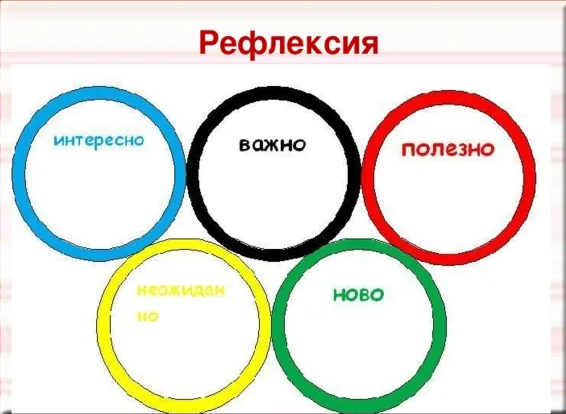 Рефлексия
интересно
важно
полезно
неожидан
но
ново